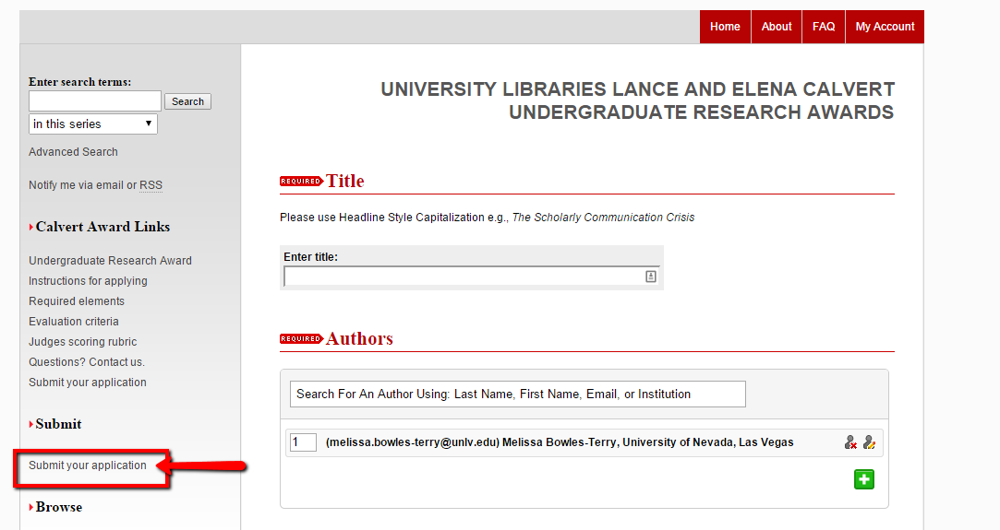 Home About FAQ My Account
Enter search terms:
Search
in this series
Advanced Search
Notify me via email or RSS
Calvert Award Links
Undergraduate Research Award
Instructions for applying
Required elements
Evaluation criteria
Judges scoring rubric
Questions? Contact us.
Submit your application
Submit
Submit your application
Browse
UNIVERSITY LIBRARIES LANCE AND ELENA CALVERT
UNDERGRADUATE RESEARCH AWARDS
REQUIRED Title
Please use Headline Style Capitalization e.g., The Scholarly Communication Crisis
Enter title:
REQUIRED Authors
Search For An Author Using: Last Name, First Name, Email, or Institution
1 (melissa.bowles-terry@unlv.edu) Melissa Bowles-Terry, University of Nevada, Las Vegas